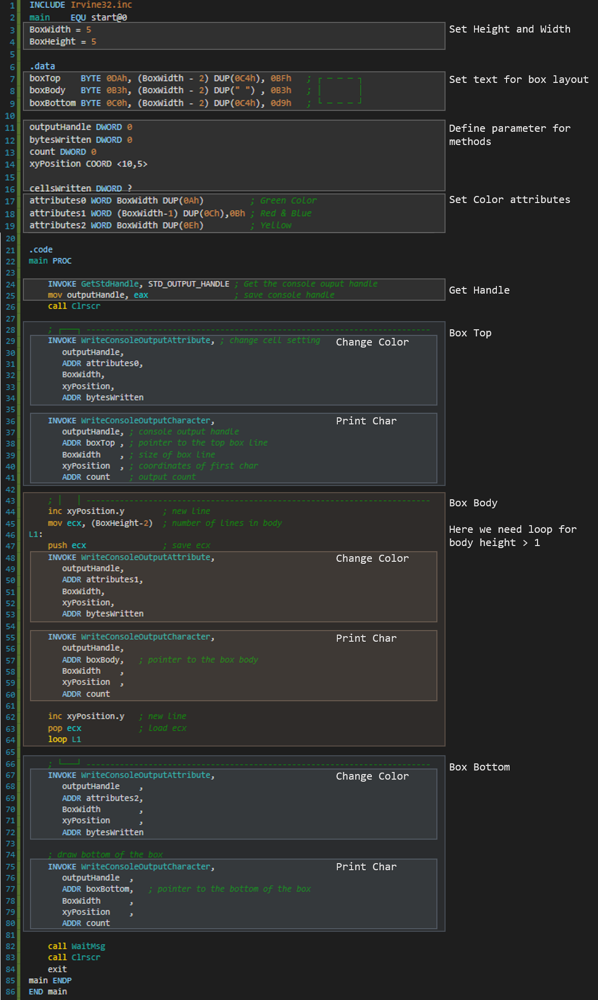 1 INCLUDE Irvine32.inc
2 main    EQU start@0
3 BoxWidth = 5
4 BoxHeight = 5
Set Height and Width
5
6 .data
7 boxTop    BYTE 0DAh, (BoxWidth - 2) DUP(0C4h), 0BFh   ; ┌ ─ ─ ─ ┐
8 boxBody   BYTE 0B3h, (BoxWidth - 2) DUP(" ") , 0B3h   ; │       │
9 boxBottom BYTE 0C0h, (BoxWidth - 2) DUP(0C4h), 0d9h   ; └ ─ ─ ─ ┘
Set text for box layout
10
11 outputHandle DWORD 0
12 bytesWritten DWORD 0
13 count DWORD 0
14 xyPosition COORD <10,5>
15
16 cellsWritten DWORD ?
Define parameter for
methods
17 attributes0 WORD BoxWidth DUP(0Ah)         ; Green Color
18 attributes1 WORD (BoxWidth-1) DUP(0Ch),0Bh ; Red & Blue
19 attributes2 WORD BoxWidth DUP(0Eh)         ; Yellow
Set Color attributes
20
21 .code
22 main PROC
23
24     INVOKE GetStdHandle, STD_OUTPUT_HANDLE ; Get the console ouput handle
25     mov outputHandle, eax                  ; save console handle
Get Handle
26     call Clrscr
27
28     ; ┌───┐ ------------------------------------------------------------------------
Box Top
29     INVOKE WriteConsoleOutputAttribute, ; change cell setting
Change Color
30        outputHandle,
31        ADDR attributes0,
32        BoxWidth,
33        xyPosition,
34        ADDR bytesWritten
35
36     INVOKE WriteConsoleOutputCharacter,
Print Char
37        outputHandle, ; console output handle
38        ADDR boxTop , ; pointer to the top box line
39        BoxWidth    , ; size of box line
40        xyPosition  , ; coordinates of first char
41        ADDR count    ; output count
42
43     ; │   │ ------------------------------------------------------------------------
Box Body
44     inc xyPosition.y        ; new line
45     mov ecx, (BoxHeight-2)  ; number of lines in body
Here we need loop for
body height > 1
46 L1:
47     push ecx                ; save ecx
48     INVOKE WriteConsoleOutputAttribute,
Change Color
49        outputHandle,
50        ADDR attributes1,
51        BoxWidth,
52        xyPosition,
53        ADDR bytesWritten
54
55     INVOKE WriteConsoleOutputCharacter,
Print Char
56        outputHandle,
57        ADDR boxBody,   ; pointer to the box body
58        BoxWidth    ,
59        xyPosition  ,
60        ADDR count
61
62     inc xyPosition.y   ; new line
63     pop ecx            ; load ecx
64     loop L1
65
66     ; └───┘ ------------------------------------------------------------------------
Box Bottom
67     INVOKE WriteConsoleOutputAttribute,
Change Color
68        outputHandle    ,
69        ADDR attributes2,
70        BoxWidth        ,
71        xyPosition      ,
72        ADDR bytesWritten
73
74     ; draw bottom of the box
75     INVOKE WriteConsoleOutputCharacter,
Print Char
76        outputHandle  ,
77        ADDR boxBottom,   ; pointer to the bottom of the box
78        BoxWidth      ,
79        xyPosition    ,
80        ADDR count
81
82     call WaitMsg
83     call Clrscr
84     exit
85 main ENDP
86 END main